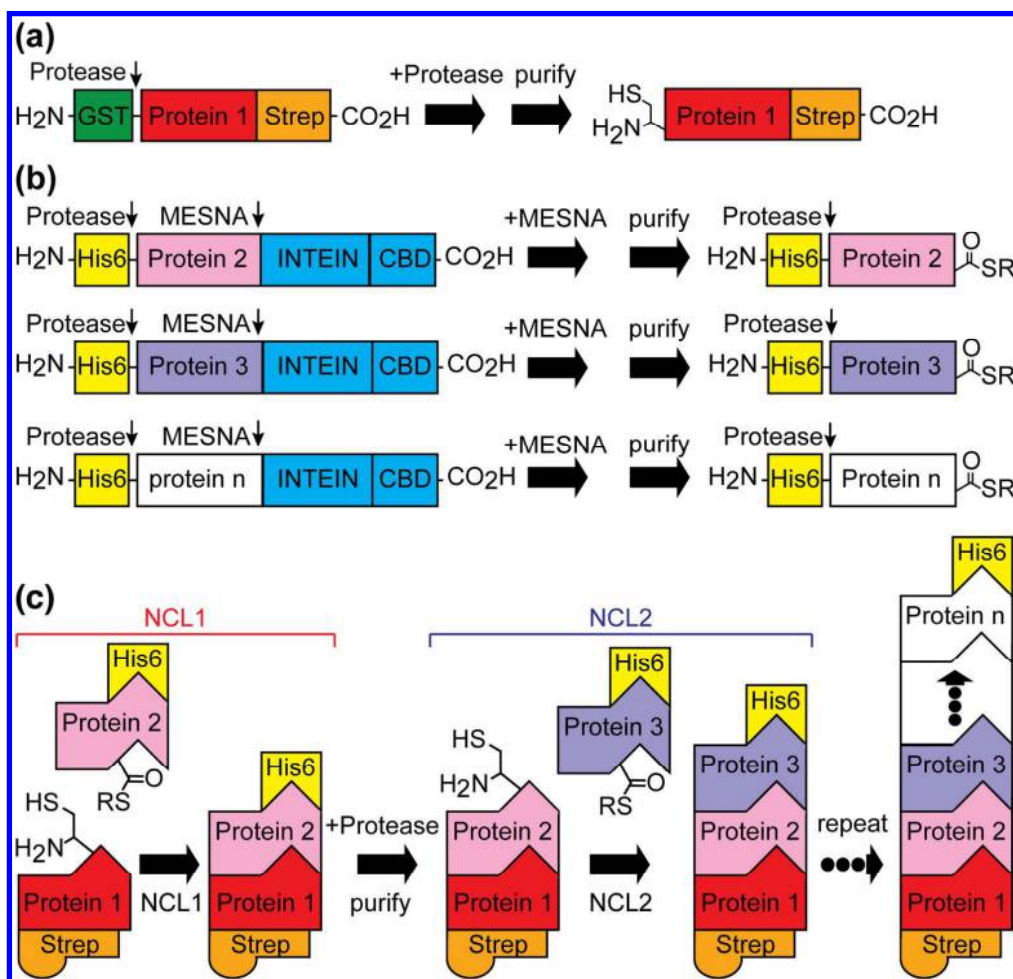 (a)
Protease
+Protease purify
H2N GST Protein 1 Strep CO2H
HS
H2N Protein 1 Strep CO2H
(b)
Protease MESNA +MESNA purify Protease
H2N His6 Protein 2 INTEIN CBD CO2H H2N His6 Protein 2 O SR
Protease MESNA +MESNA purify Protease
H2N His6 Protein 3 INTEIN CBD CO2H H2N His6 Protein 3 O SR
Protease MESNA +MESNA purify Protease
H2N His6 protein n INTEIN CBD CO2H H2N His6 Protein n O SR
(c)
NCL1
His6
Protein 2
O
RS
HS
H2N
Protein 1
Strep
NCL1
His6
Protein 2
Protein 1
Strep
+Protease
purify
NCL2
His6
Protein 3
O
RS
HS
H2N
Protein 2
Protein 1
Strep
NCL2
His6
Protein 3
Protein 2
Protein 1
Strep
repeat
His6
Protein n
Protein 3
Protein 2
Protein 1
Strep